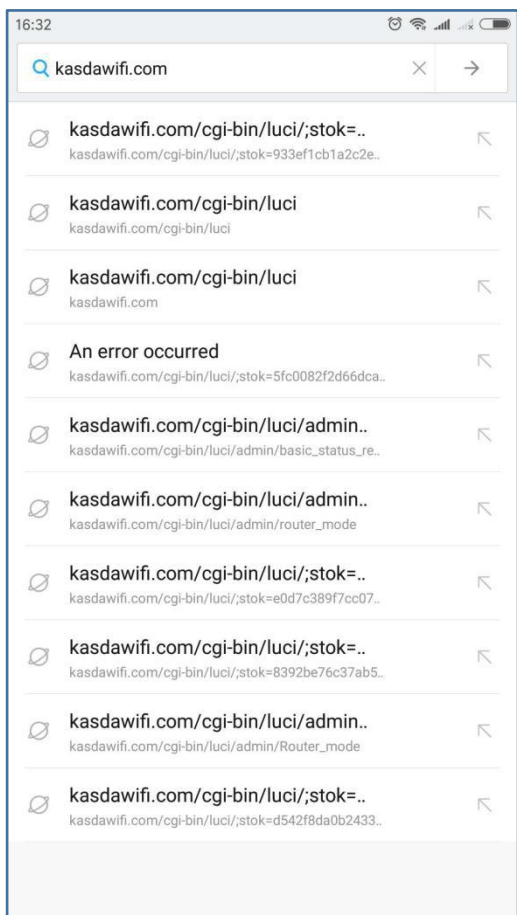 16:32
kasdawifi.com
kasdawifi.com/cgi-bin/luci/;stok=..
kasdawifi.com/cgi-bin/luci/;stok=933ef1cb1a2c2e..
kasdawifi.com/cgi-bin/luci
kasdawifi.com/cgi-bin/luci
kasdawifi.com/cgi-bin/luci
kasdawifi.com
An error occurred
kasdawifi.com/cgi-bin/luci/;stok=5fc0082f2d66dca..
kasdawifi.com/cgi-bin/luci/admin..
kasdawifi.com/cgi-bin/luci/admin/basic_status_re..
kasdawifi.com/cgi-bin/luci/admin..
kasdawifi.com/cgi-bin/luci/admin/router_mode
kasdawifi.com/cgi-bin/luci/;stok=..
kasdawifi.com/cgi-bin/luci/;stok=e0d7c389f7cc07..
kasdawifi.com/cgi-bin/luci/;stok=..
kasdawifi.com/cgi-bin/luci/;stok=8392be76c37ab5..
kasdawifi.com/cgi-bin/luci/admin..
kasdawifi.com/cgi-bin/luci/admin/Router_mode
kasdawifi.com/cgi-bin/luci/;stok=..
kasdawifi.com/cgi-bin/luci/;stok=d542f8da0b2433..